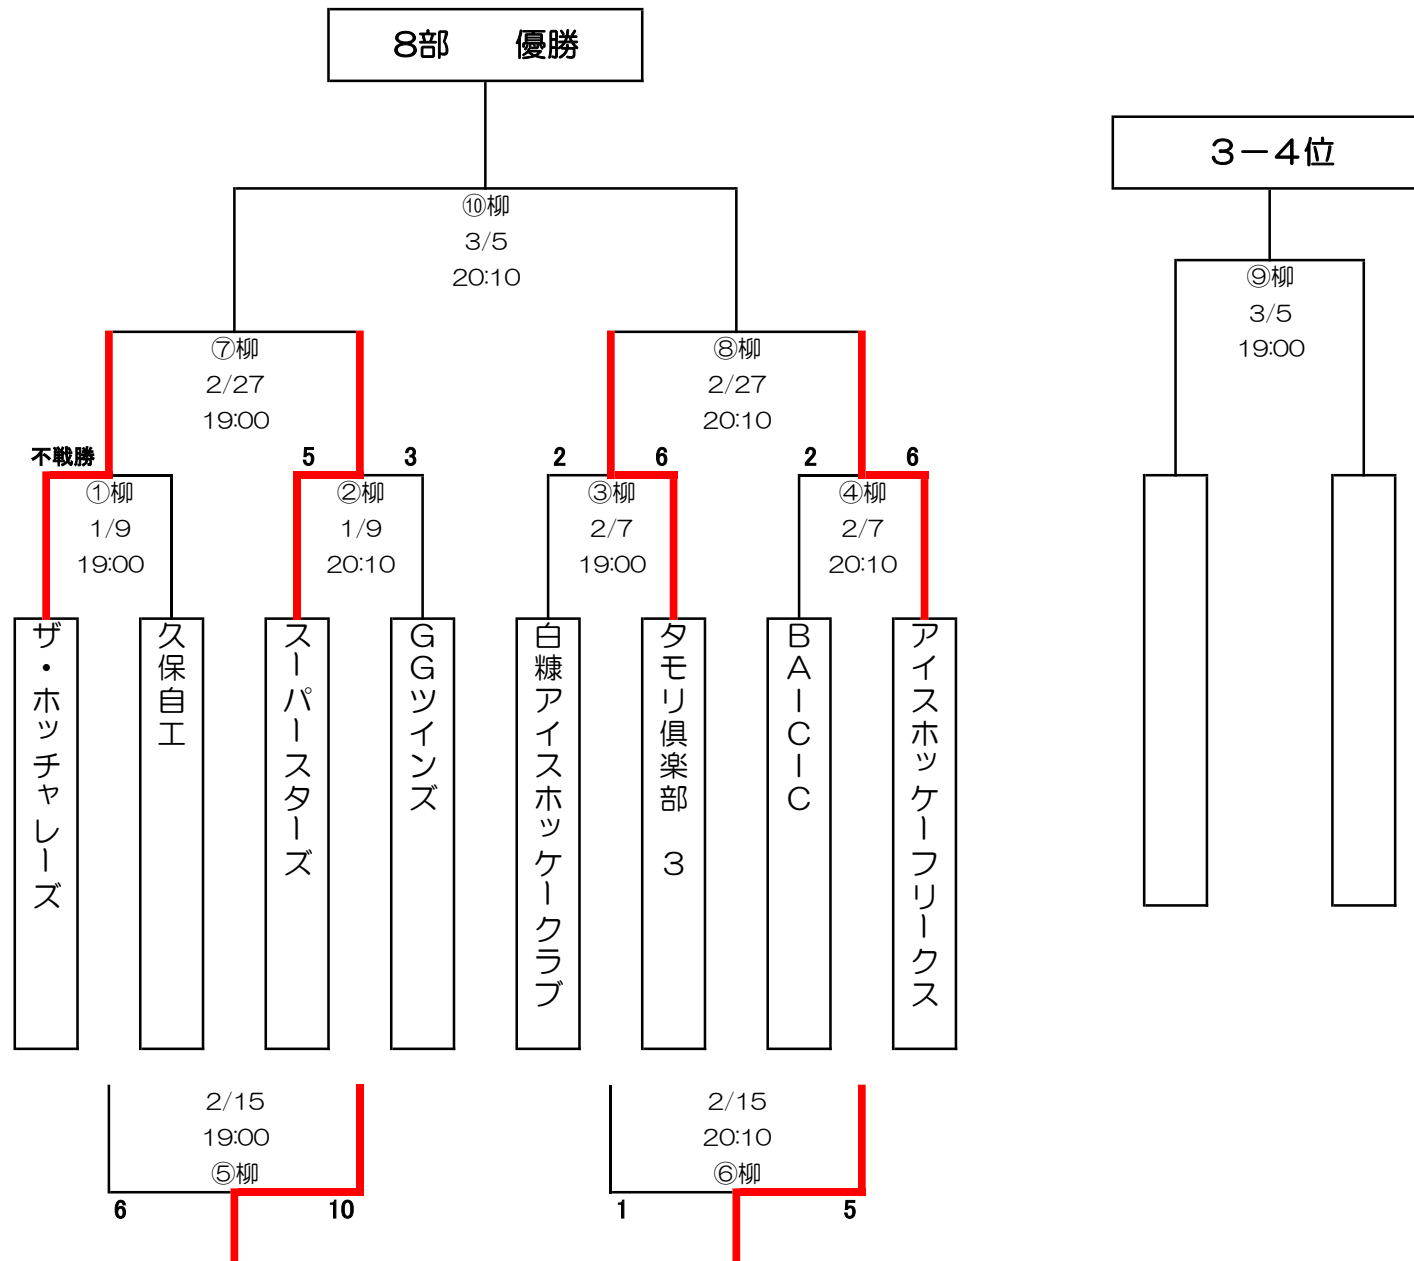 8部　優勝
3－4位
⑩柳
3/5
20:10
⑨柳
3/5
19:00
⑦柳
2/27
19:00
⑧柳
2/27
20:10
不戦勝
5
3
2
6
2
6
①柳
1/9
19:00
②柳
1/9
20:10
③柳
2/7
19:00
④柳
2/7
20:10
ザ・ホッチャレーズ
久保自工
スーパースターズ
GGツインズ
白糠アイスホッケークラブ
タモリ倶楽部　3
BAICIC
アイスホッケーフリークス
2/15
19:00
⑤柳
6
10
2/15
20:10
⑥柳
1
5